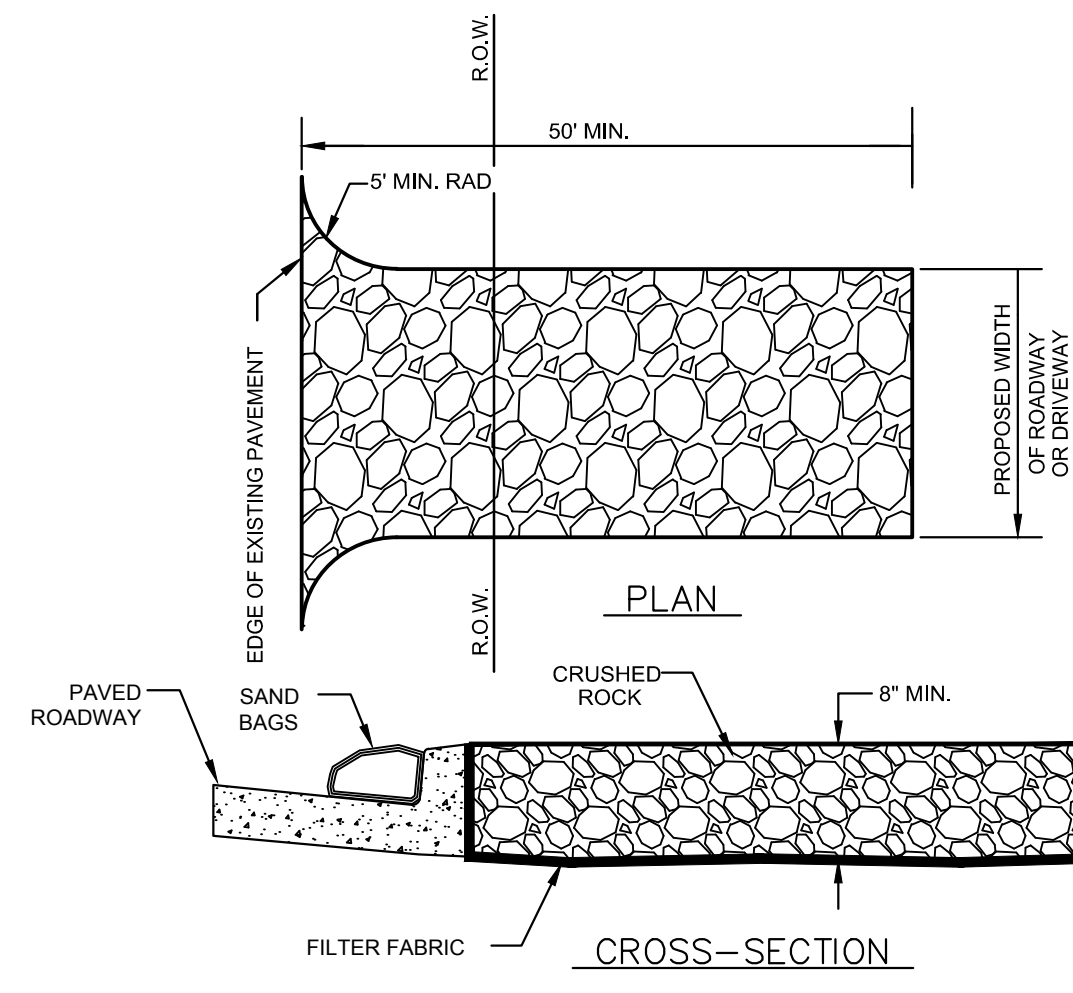 R.O.W.
50' MIN.
5' MIN. RAD
EDGE OF EXISTING PAVEMENT
PROPOSED WIDTH
OF ROADWAY
OR DRIVEWAY
R.O.W.
PLAN
PAVED
ROADWAY
SAND
BAGS
CRUSHED
ROCK
8" MIN.
FILTER FABRIC
CROSS-SECTION